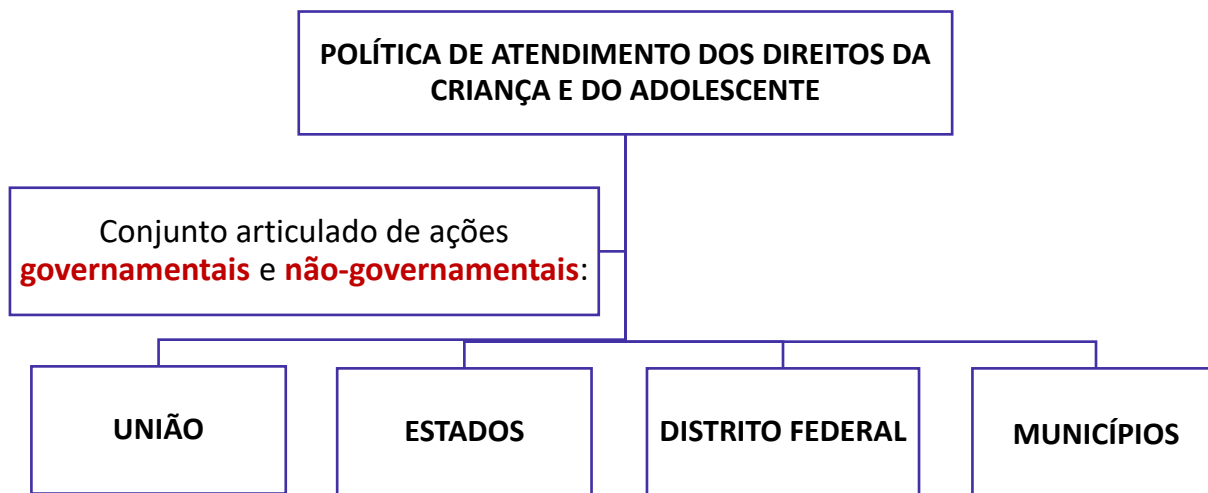 POLÍTICA DE ATENDIMENTO DOS DIREITOS DA
CRIANÇA E DO ADOLESCENTE
Conjunto articulado de ações
governamentais e não-governamentais:
UNIÃO
ESTADOS
DISTRITO FEDERAL
MUNICÍPIOS